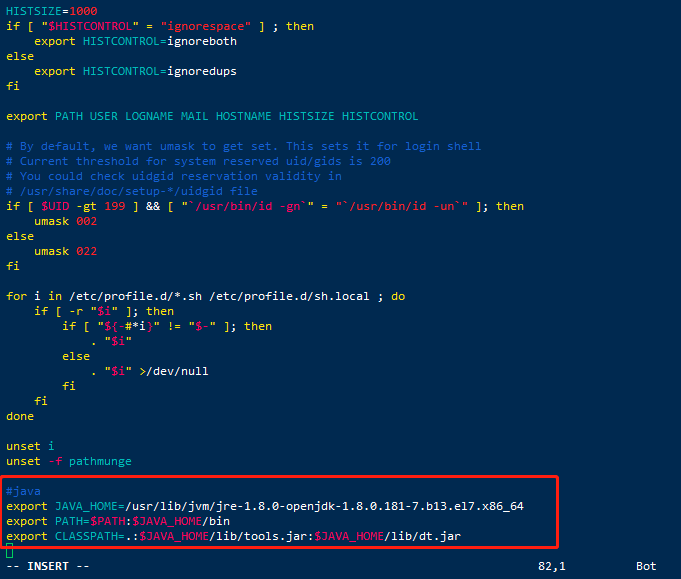 HISTSIZE=1000
if [ "$HISTCONTROL" = "ignorespace" ] ; then
    export HISTCONTROL=ignoreboth
else
    export HISTCONTROL=ignoredups
fi

export PATH USER LOGNAME MAIL HOSTNAME HISTSIZE HISTCONTROL

# By default, we want umask to get set. This sets it for login shell
# Current threshold for system reserved uid/gids is 200
# You could check uidgid reservation validity in
# /usr/share/doc/setup-*/uidgid file
if [ $UID -gt 199 ] && [ "`/usr/bin/id -gn`" = "`/usr/bin/id -un`" ]; then
    umask 002
else
    umask 022
fi

for i in /etc/profile.d/*.sh /etc/profile.d/sh.local ; do
    if [ -r "$i" ]; then
        if [ "${-#*i}" != "$-" ]; then
            . "$i"
        else
            . "$i" >/dev/null
        fi
    fi
done

unset i
unset -f pathmunge

#java
export JAVA_HOME=/usr/lib/jvm/jre-1.8.0-openjdk-1.8.0.181-7.b13.el7.x86_64
export PATH=$PATH:$JAVA_HOME/bin
export CLASSPATH=.:$JAVA_HOME/lib/tools.jar:$JAVA_HOME/lib/dt.jar
-- INSERT -- 82,1 Bot